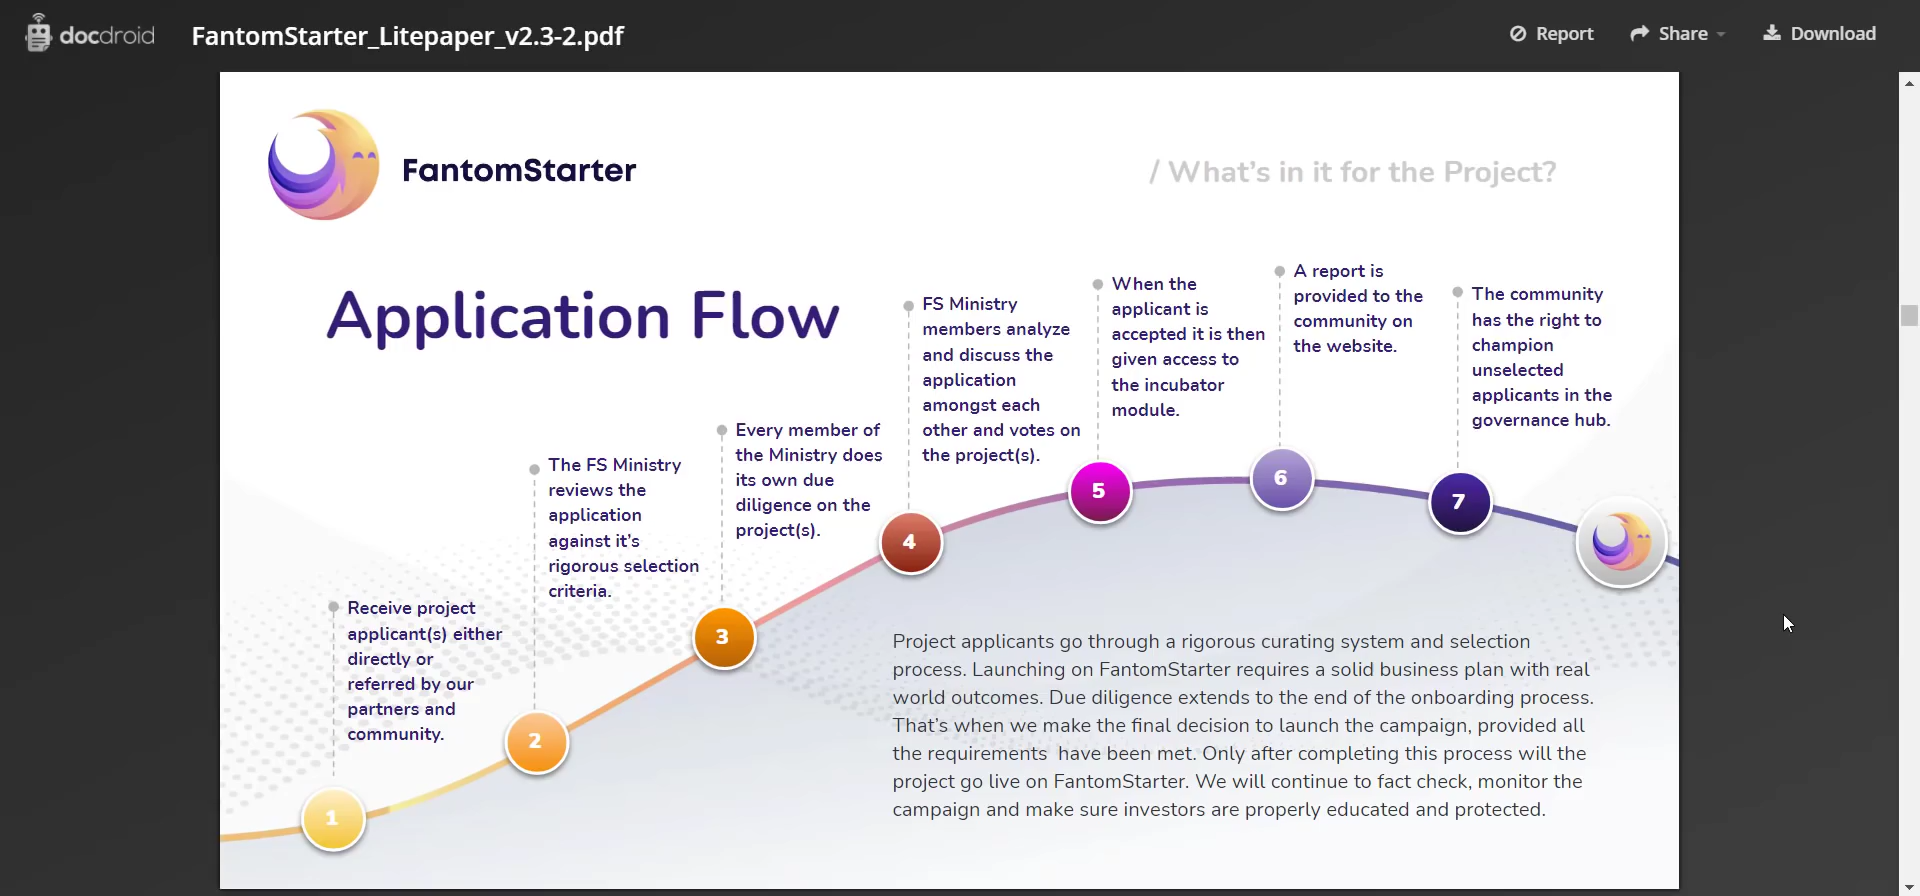 docdroid
FantomStarter_Litepaper_v2.3-2.pdf
Report
Share
Download
FantomStarter
/ What's in it for the Project?
Application Flow
Receive project
applicant(s) either
directly or
referred by our
partners and
community.
1
The FS Ministry
reviews the
application
against it's
rigorous selection
criteria.
2
Every member of
the Ministry does
its own due
diligence on the
project(s).
3
FS Ministry
members analyze
and discuss the
application
amongst each
other and votes on
the project(s).
4
When the
applicant is
accepted it is then
given access to
the incubator
module.
5
A report is
provided to the
community on
the website.
6
The community
has the right to
champion
unselected
applicants in the
governance hub.
7
Project applicants go through a rigorous curating system and selection
process. Launching on FantomStarter requires a solid business plan with real
world outcomes. Due diligence extends to the end of the onboarding process.
That's when we make the final decision to launch the campaign, provided all
the requirements have been met. Only after completing this process will the
project go live on FantomStarter. We will continue to fact check, monitor the
campaign and make sure investors are properly educated and protected.